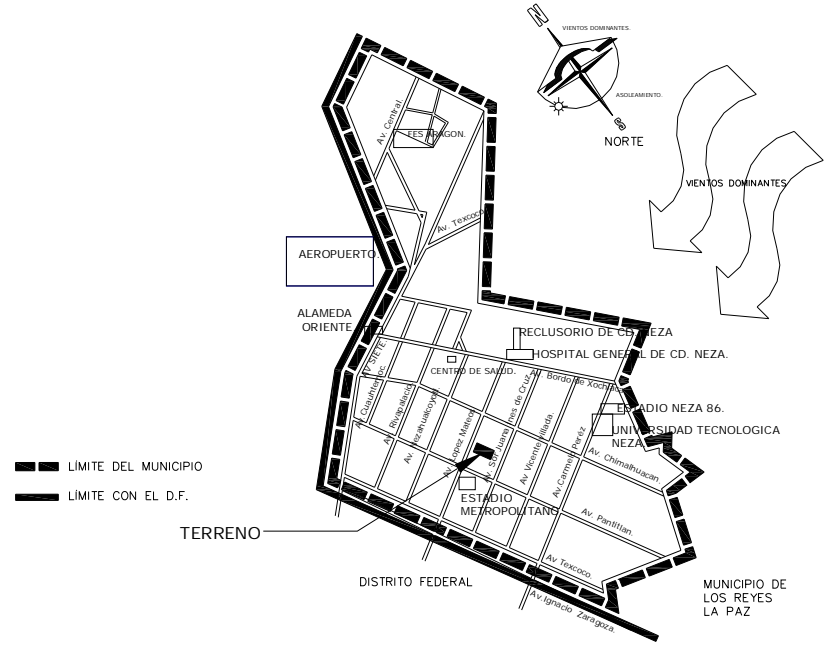 N
VIENTOS DOMINANTES.
ASOLEAMIENTO.
S
NORTE
VIENTOS DOMINANTES
Av. Central
FES ARAGON.
Av. Texcoco
AEROPUERTO.
ALAMEDA
ORIENTE
RECLUSORIO DE CD. NEZA
HOSPITAL GENERAL DE CD. NEZA.
CENTRO DE SALUD.
AV SIETE
Av. Bordo de Xochiaca
Av Cuauhtemoc.
Av. Rivapalacio
Av. Nezahualcoyotl.
Av. Lopez Mateos
Av. Sor Juana Ines de Cruz.
Av Vicente Villada.
Av Carmelo Peréz
ESTADIO NEZA 86.
UNIVERSIDAD TECNOLOGICA
NEZA
Av. Chimalhuacan.
LÍMITE DEL MUNICIPIO
LÍMITE CON EL D.F.
TERRENO
ESTADIO
METROPOLITANO
Av. Pantitlan.
Av Texcoco.
DISTRITO FEDERAL
Av.Ignacio Zaragoza.
MUNICIPIO DE
LOS REYES
LA PAZ